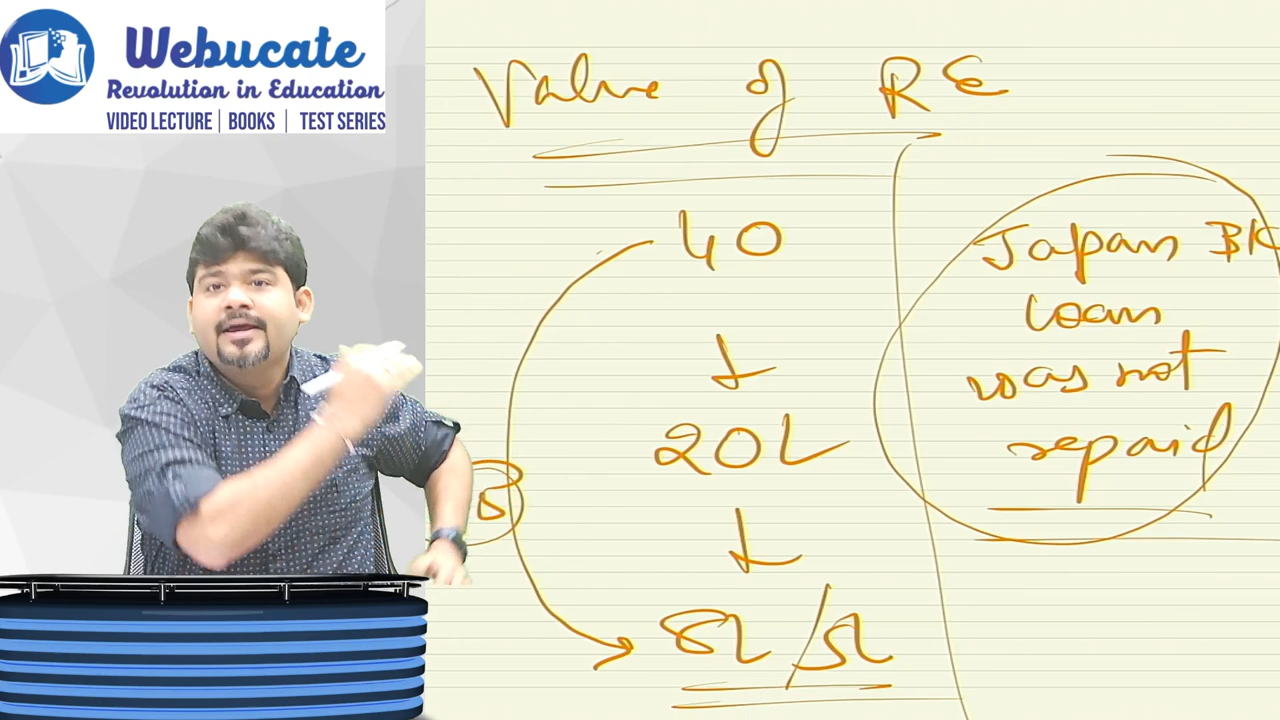 Webucate
Revolution in Education
VIDEO LECTURE | BOOKS | TEST SERIES
Value of RE
40
Japan BK
loan
was not
repaid
20L
B
8L/5L